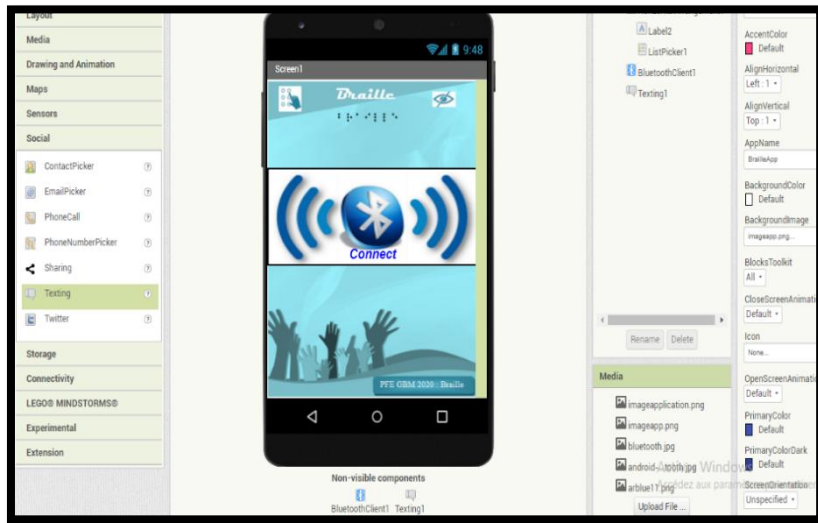 Layout
Media
Drawing and Animation
Maps
Sensors
Social
ContactPicker
EmailPicker
PhoneCall
PhoneNumberPicker
Sharing
Texting
Twitter
Storage
Connectivity
LEGO® MINDSTORMS®
Experimental
Extension
9:48
Screen1
Braille
⠃⠗⠁⠊⠇⠇⠑
Connect
PFE GBM 2020 : Braille
Non-visible components
BluetoothClient1 Texting1
Label2
ListPicker1
BluetoothClient1
Texting1
Rename Delete
Media
imageapplication.png
imageapp.png
bluetooth.jpg
arblue17.png
Upload File ...
AccentColor
Default
AlignHorizontal
Left : 1
AlignVertical
Top : 1
AppName
BrailleApp
BackgroundColor
Default
BackgroundImage
imageapp.png...
BlocksToolkit
All
CloseScreenAnimati
Default
Icon
None...
OpenScreenAnimatio
Default
PrimaryColor
Default
PrimaryColorDark
Default
ScreenOrientation
Unspecified